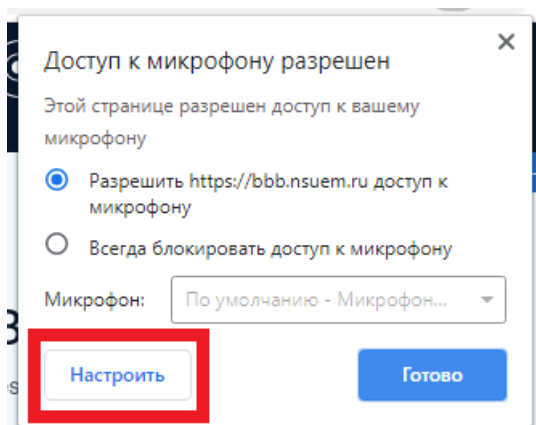 Доступ к микрофону разрешен
Этой странице разрешен доступ к вашему
микрофону
Разрешить https://bbb.nsuem.ru доступ к
микрофону
Всегда блокировать доступ к микрофону
Микрофон: По умолчанию - Микрофон...
Настроить Готово